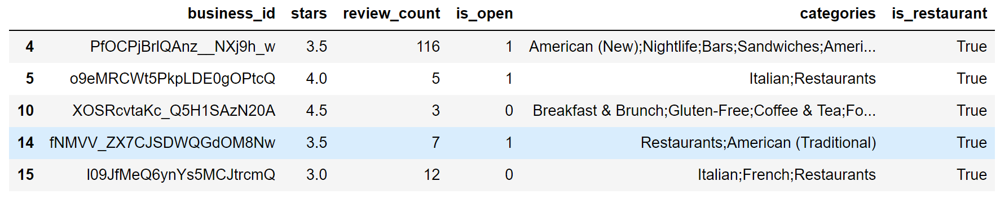 business_id stars review_count is_open categories is_restaurant
4 PfOCPjBrlQAnz__NXj9h_w 3.5 116 1 American (New);Nightlife;Bars;Sandwiches;Ameri... True
5 o9eMRCWt5PkpLDE0gOPtcQ 4.0 5 1 Italian;Restaurants True
10 XOSRcvtaKc_Q5H1SAzN20A 4.5 3 0 Breakfast & Brunch;Gluten-Free;Coffee & Tea;Fo... True
14 fNMVV_ZX7CJSDWQGdOM8Nw 3.5 7 1 Restaurants;American (Traditional) True
15 l09JfMeQ6ynYs5MCJtrcmQ 3.0 12 0 Italian;French;Restaurants True